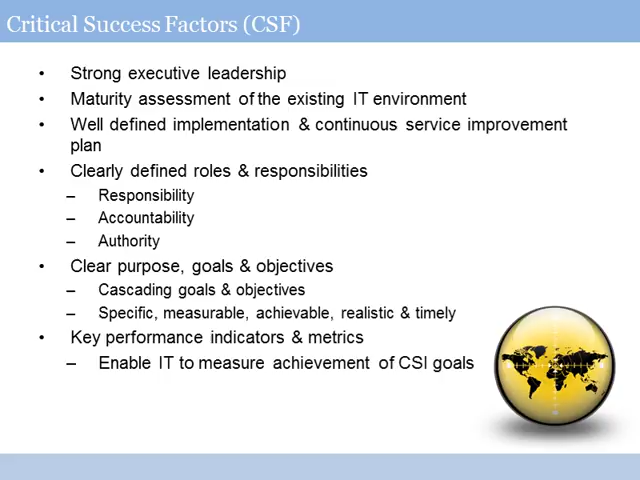 Critical Success Factors (CSF)
• Strong executive leadership
• Maturity assessment of the existing IT environment
• Well defined implementation & continuous service improvement
plan
• Clearly defined roles & responsibilities
– Responsibility
– Accountability
– Authority
• Clear purpose, goals & objectives
– Cascading goals & objectives
– Specific, measurable, achievable, realistic & timely
• Key performance indicators & metrics
– Enable IT to measure achievement of CSI goals